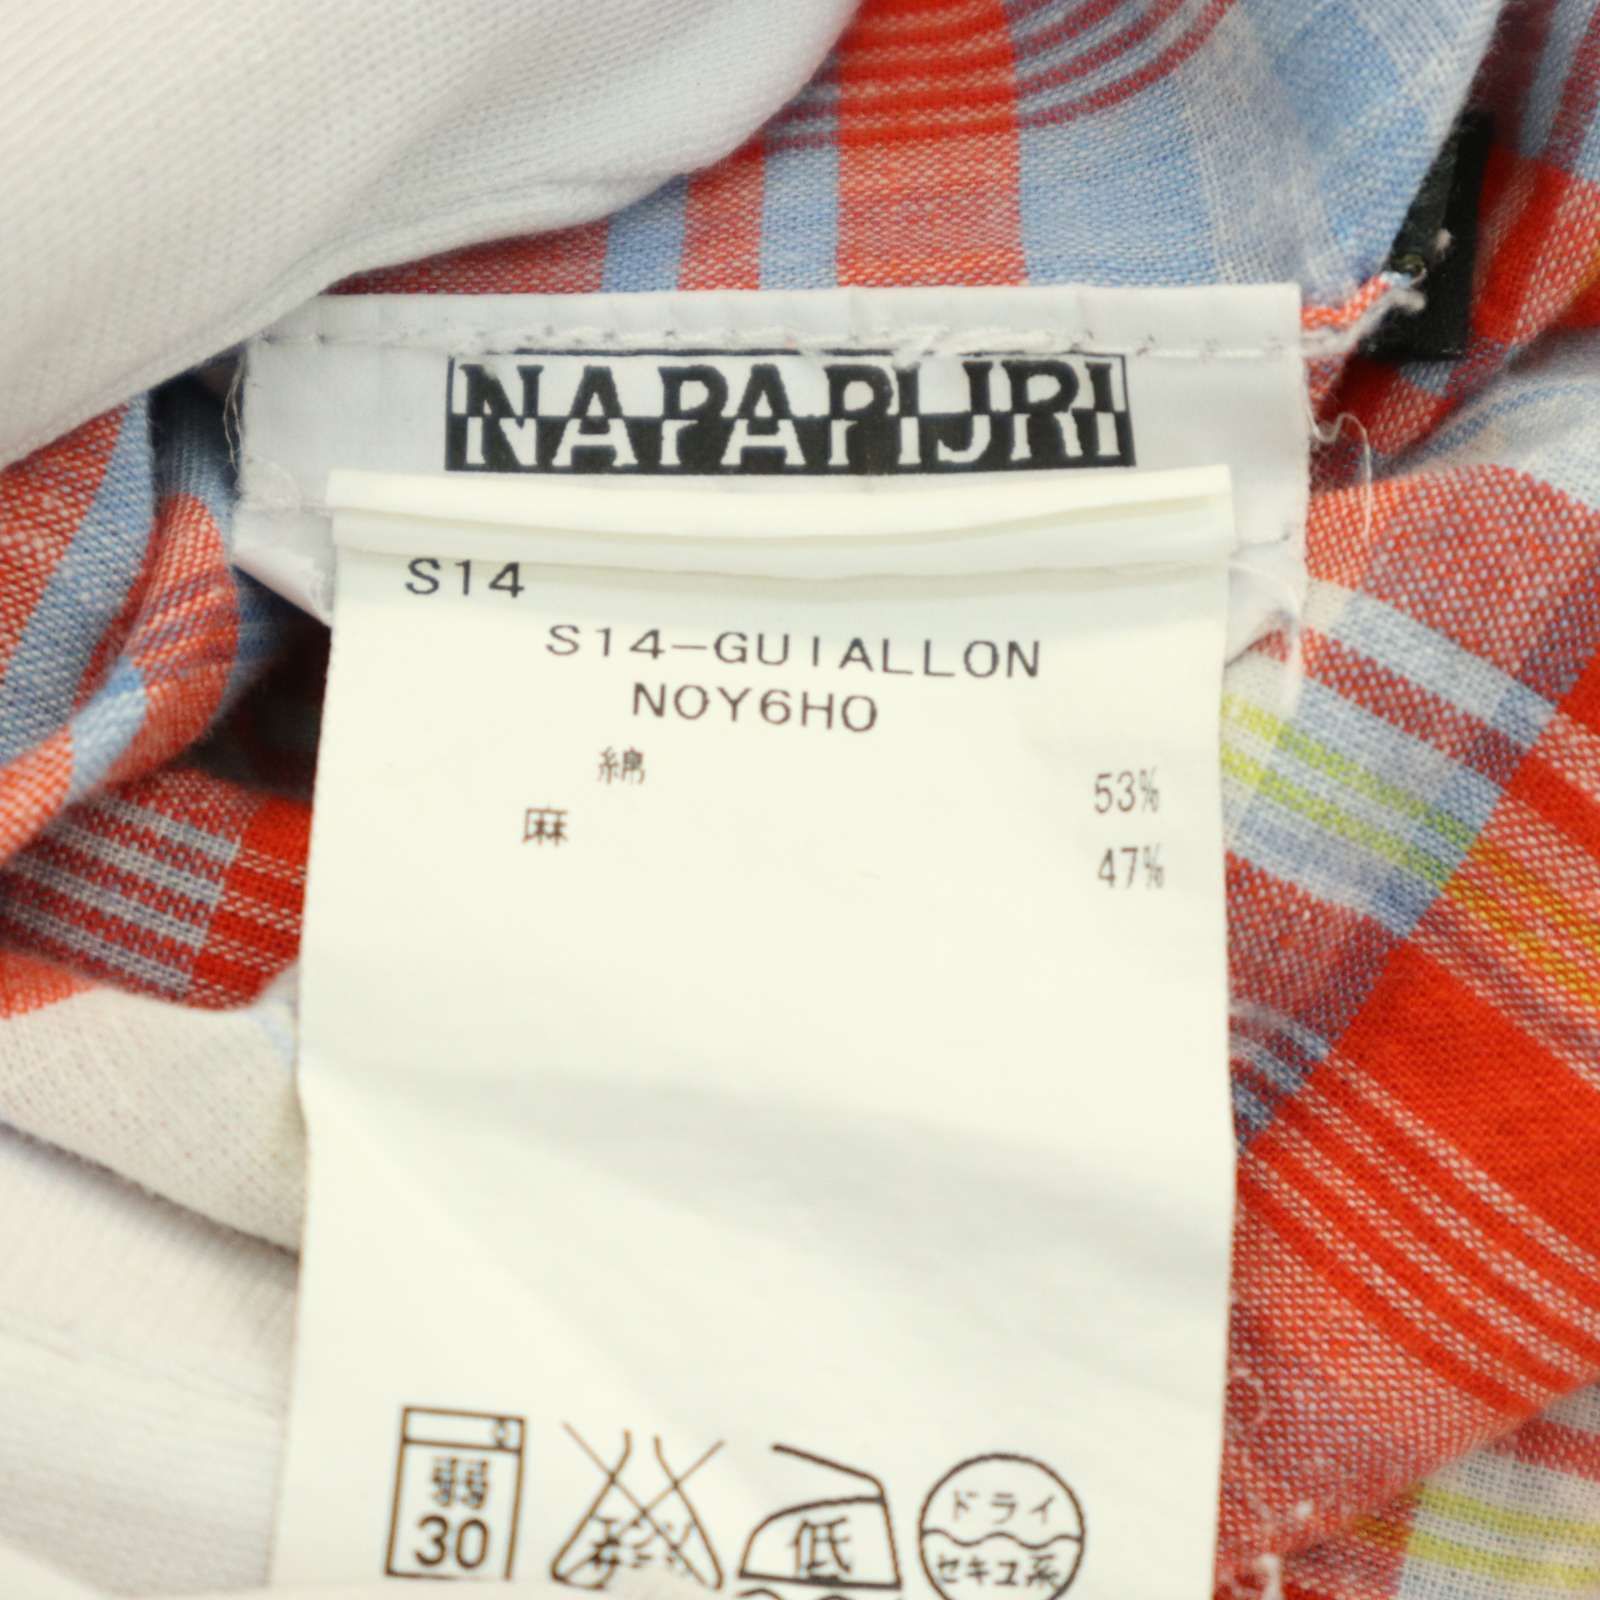 NAPAPIJRI
S14
S14-GUIALLON
N0Y6H0
綿 53%
麻 47%
弱 30
低
ドライ
セキユ系